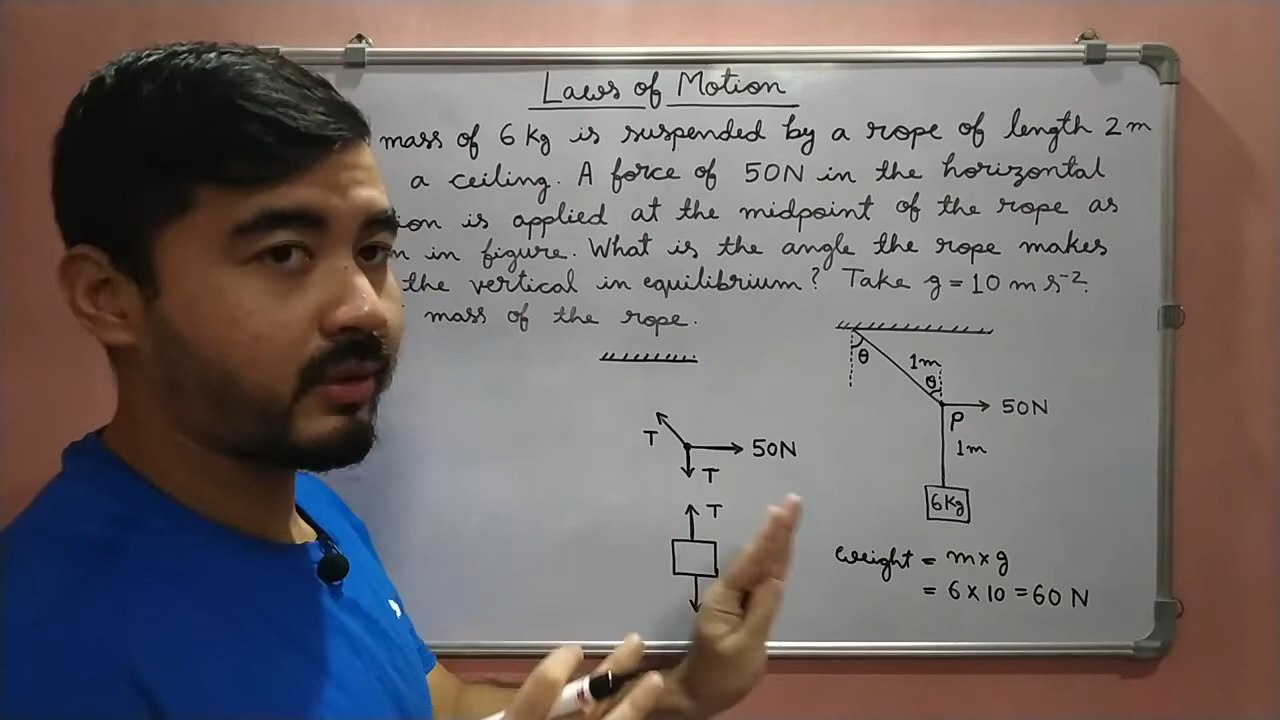 Laws of Motion
mass of 6 Kg is suspended by a rope of length 2 m
a ceiling. A force of 50N in the horizontal
ion is applied at the midpoint of the rope as
n in figure. What is the angle the rope makes
the vertical in equilibrium? Take g = 10 m s⁻².
mass of the rope.
θ
1m
θ
50N
P
1m
6 Kg
T
50N
T
T
weight = m × g
= 6 × 10 = 60 N